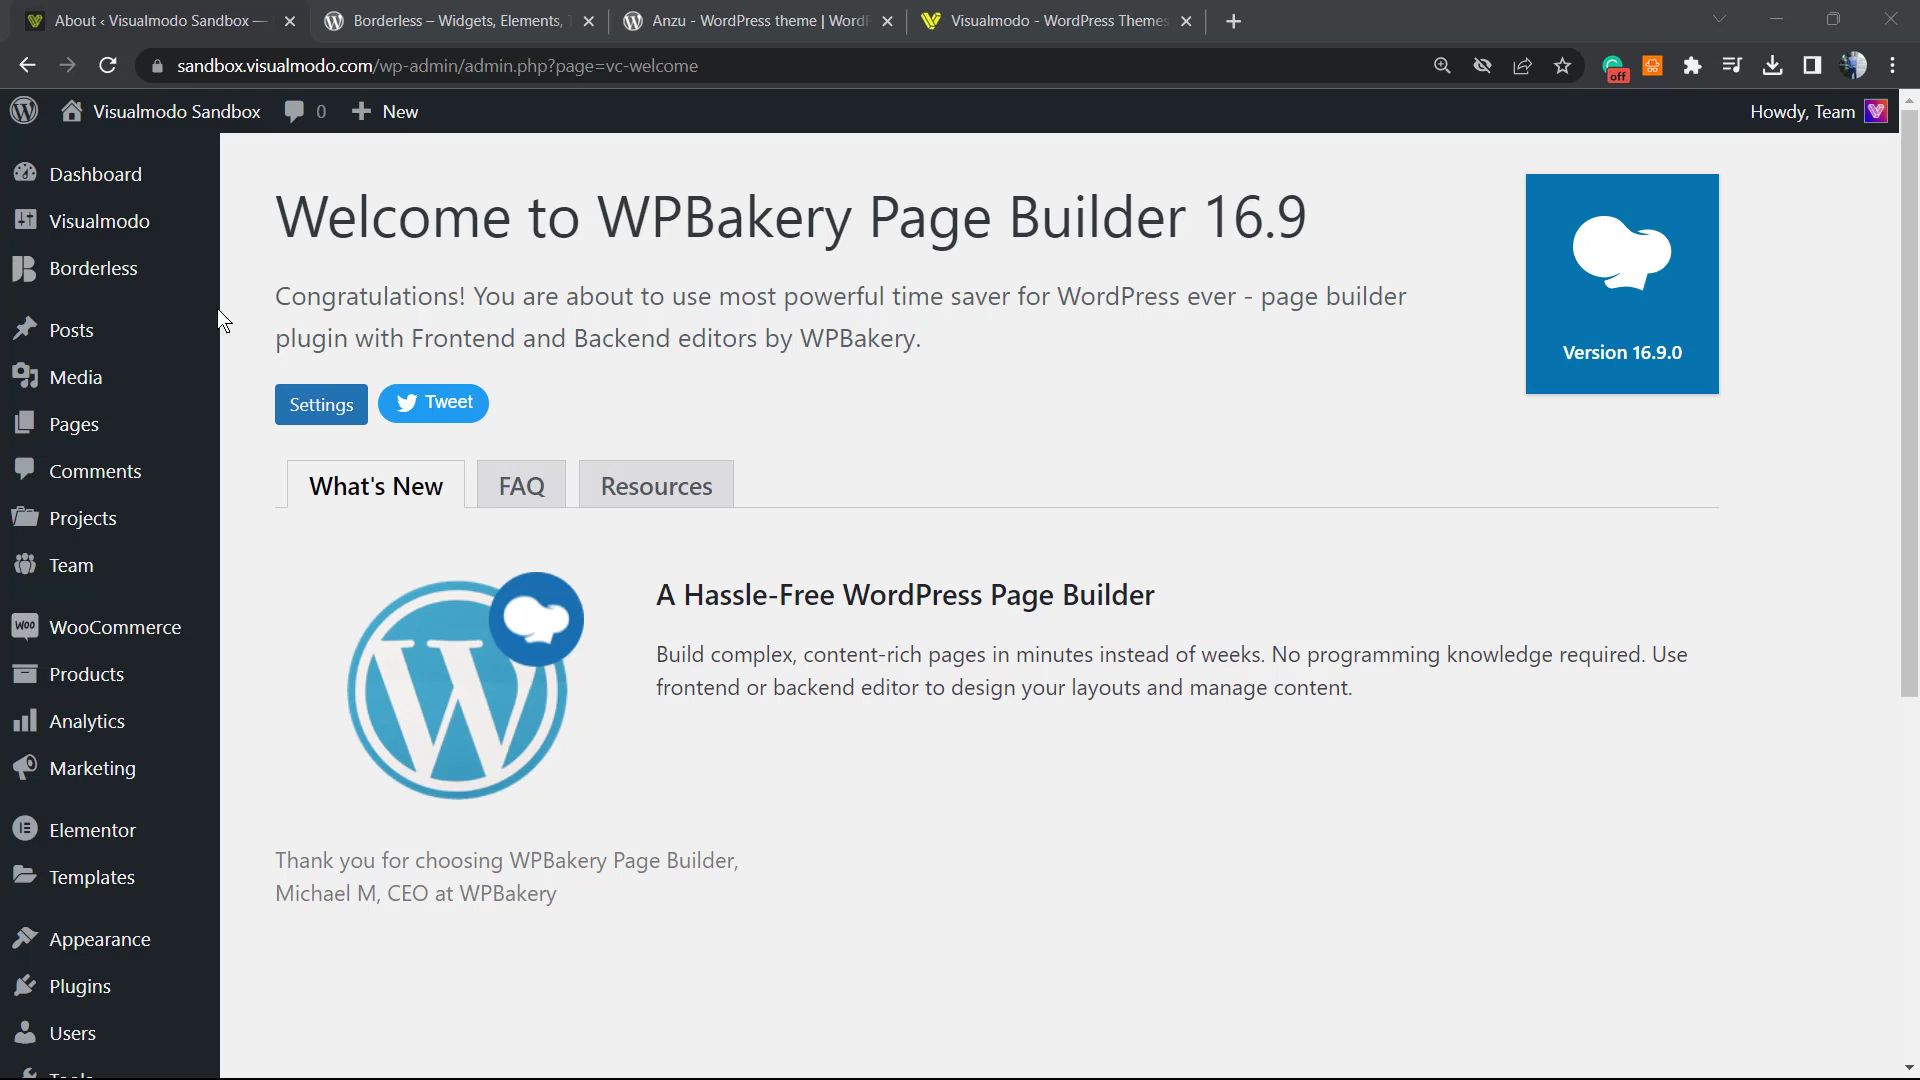 About ‹ Visualmodo Sandbox —
Borderless – Widgets, Elements,
Anzu - WordPress theme | Word
Visualmodo - WordPress Themes
sandbox.visualmodo.com/wp-admin/admin.php?page=vc-welcome
off
Visualmodo Sandbox
0
New
Howdy, Team
Dashboard
Visualmodo
Borderless
Posts
Media
Pages
Comments
Projects
Team
Woo
WooCommerce
Products
Analytics
Marketing
Elementor
Templates
Appearance
Plugins
Users
Welcome to WPBakery Page Builder 16.9
Congratulations! You are about to use most powerful time saver for WordPress ever - page builder
plugin with Frontend and Backend editors by WPBakery.
Version 16.9.0
Settings
Tweet
What's New
FAQ
Resources
A Hassle-Free WordPress Page Builder
Build complex, content-rich pages in minutes instead of weeks. No programming knowledge required. Use
frontend or backend editor to design your layouts and manage content.
Thank you for choosing WPBakery Page Builder,
Michael M, CEO at WPBakery